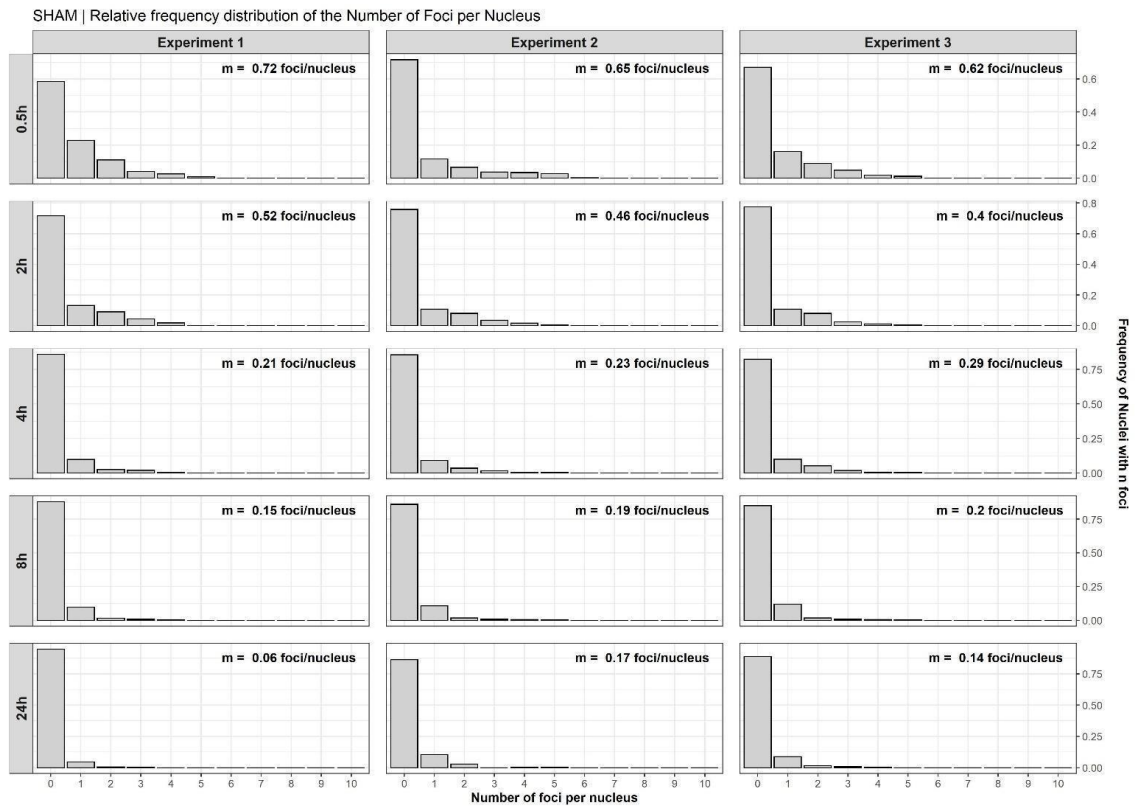 SHAM | Relative frequency distribution of the Number of Foci per Nucleus
Experiment 1 Experiment 2 Experiment 3
0.5h
m = 0.72 foci/nucleus m = 0.65 foci/nucleus m = 0.62 foci/nucleus
0.6
0.4
0.2
0.0
2h
m = 0.52 foci/nucleus m = 0.46 foci/nucleus m = 0.4 foci/nucleus
0.8
0.6
0.4
0.2
0.0
4h
m = 0.21 foci/nucleus m = 0.23 foci/nucleus m = 0.29 foci/nucleus
0.75
0.50
0.25
0.00
8h
m = 0.15 foci/nucleus m = 0.19 foci/nucleus m = 0.2 foci/nucleus
0.75
0.50
0.25
0.00
24h
m = 0.06 foci/nucleus m = 0.17 foci/nucleus m = 0.14 foci/nucleus
0.75
0.50
0.25
0.00
Frequency of Nuclei with n foci
0 1 2 3 4 5 6 7 8 9 10 0 1 2 3 4 5 6 7 8 9 10 0 1 2 3 4 5 6 7 8 9 10
Number of foci per nucleus